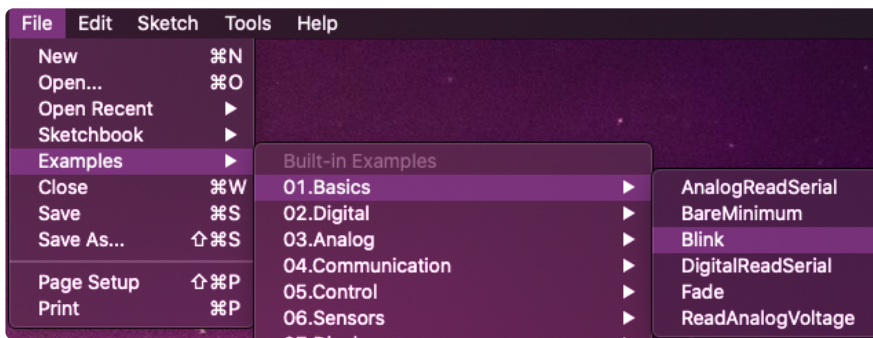 File Edit Sketch Tools Help
New ⌘N
Open... ⌘O
Open Recent ▶
Sketchbook ▶
Examples ▶
Close ⌘W
Save ⌘S
Save As... ⇧⌘S
Page Setup ⇧⌘P
Print ⌘P
Built-in Examples
01.Basics ▶
02.Digital ▶
03.Analog ▶
04.Communication ▶
05.Control ▶
06.Sensors ▶
AnalogReadSerial
BareMinimum
Blink
DigitalReadSerial
Fade
ReadAnalogVoltage